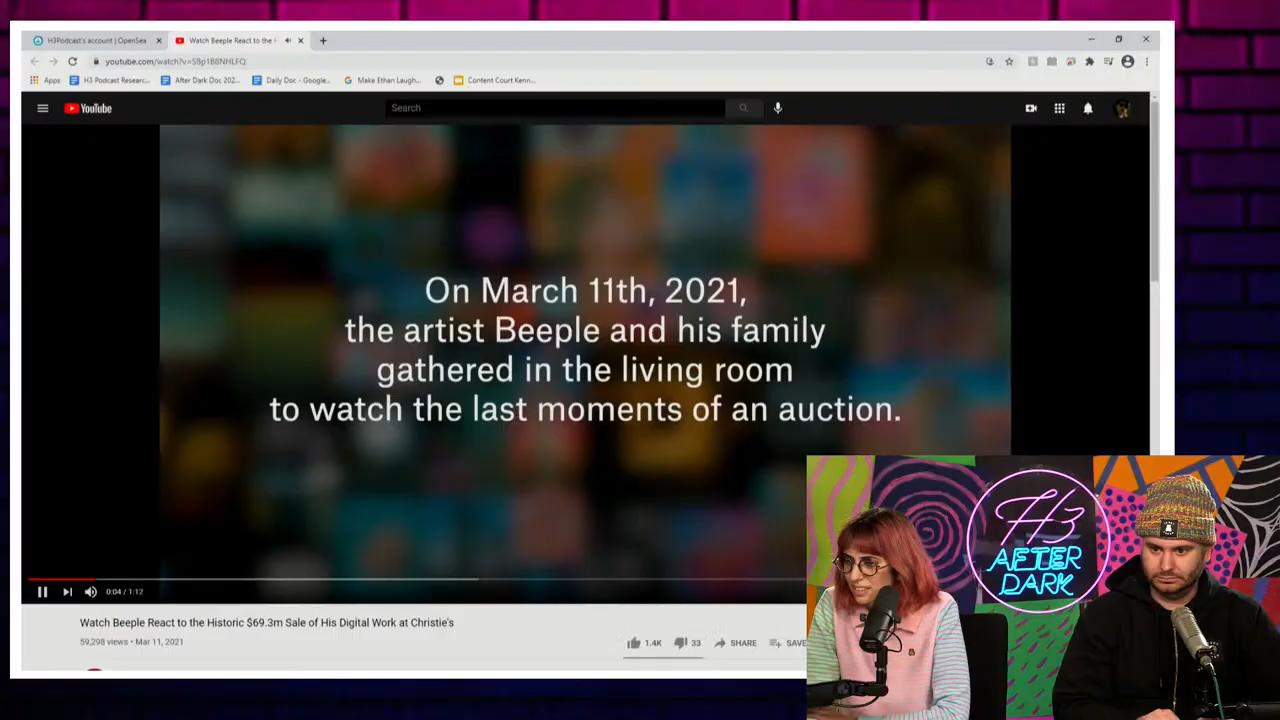 H3Podcast's account | OpenSea
Watch Beeple React to the H
youtube.com/watch?v=S8p1B8NHLFQ
Apps
H3 Podcast Researc...
After Dark Doc 202...
Daily Doc - Google...
Make Ethan Laugh...
Content Court Kenn...
YouTube
Search
On March 11th, 2021,
the artist Beeple and his family
gathered in the living room
to watch the last moments of an auction.
0:04 / 1:12
Watch Beeple React to the Historic $69.3m Sale of His Digital Work at Christie's
59,298 views • Mar 11, 2021
1.4K
33
SHARE
SAVE
H3
AFTER
DARK